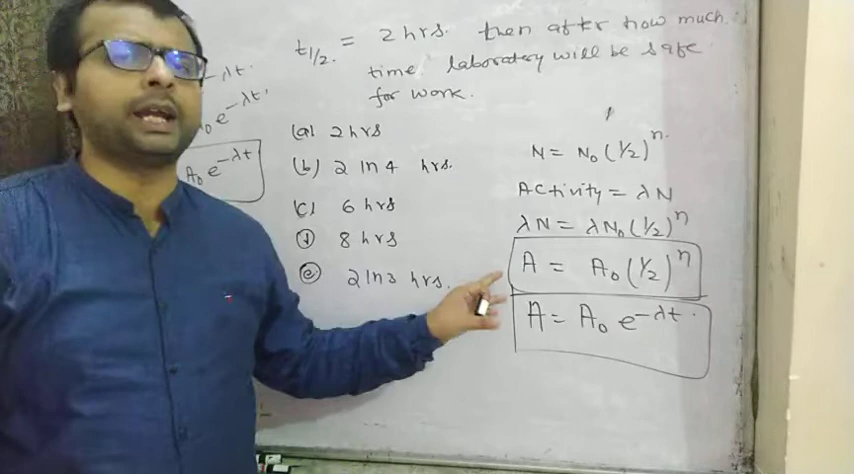 t1/2. = 2 hrs. then after how much
time laboratory will be safe
for work.
- λt.
A₀ e^-λt.
A₀ e^-λt
(a) 2 hrs
(b) 2 ln 4 hrs.
(c) 6 hrs
(d) 8 hrs
(e) 2 ln 3 hrs.
N = N₀ (1/2)^n.
Activity = λN
λN = λN₀ (1/2)^n
A = A₀ (1/2)^n
A = A₀ e^-λt.